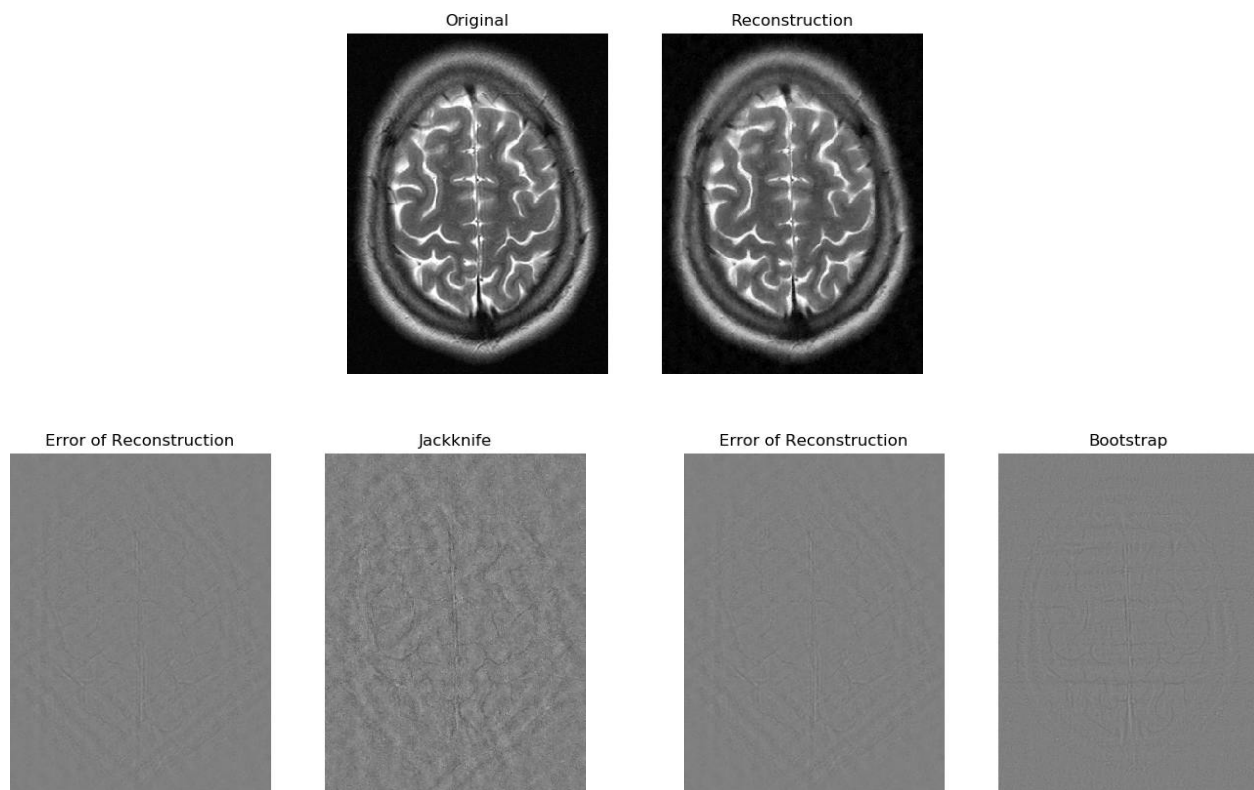 Original
Reconstruction
Error of Reconstruction
Jackknife
Error of Reconstruction
Bootstrap